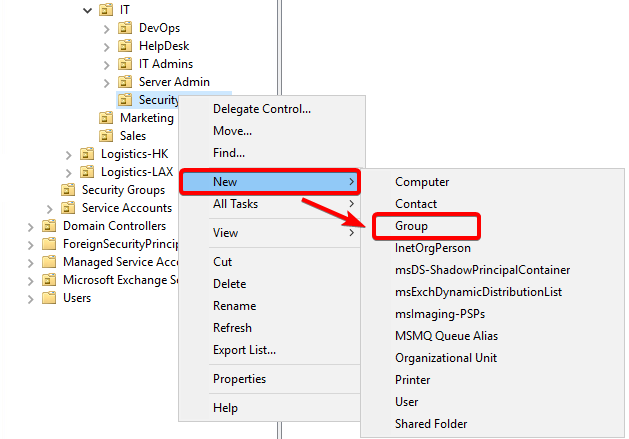 IT
DevOps
HelpDesk
IT Admins
Server Admin
Security
Marketing
Sales
Logistics-HK
Logistics-LAX
Security Groups
Service Accounts
Domain Controllers
ForeignSecurityPrincip
Managed Service Acco
Microsoft Exchange Se
Users
Delegate Control...
Move...
Find...
New
All Tasks
View
Cut
Delete
Rename
Refresh
Export List...
Properties
Help
Computer
Contact
Group
InetOrgPerson
msDS-ShadowPrincipalContainer
msExchDynamicDistributionList
msImaging-PSPs
MSMQ Queue Alias
Organizational Unit
Printer
User
Shared Folder